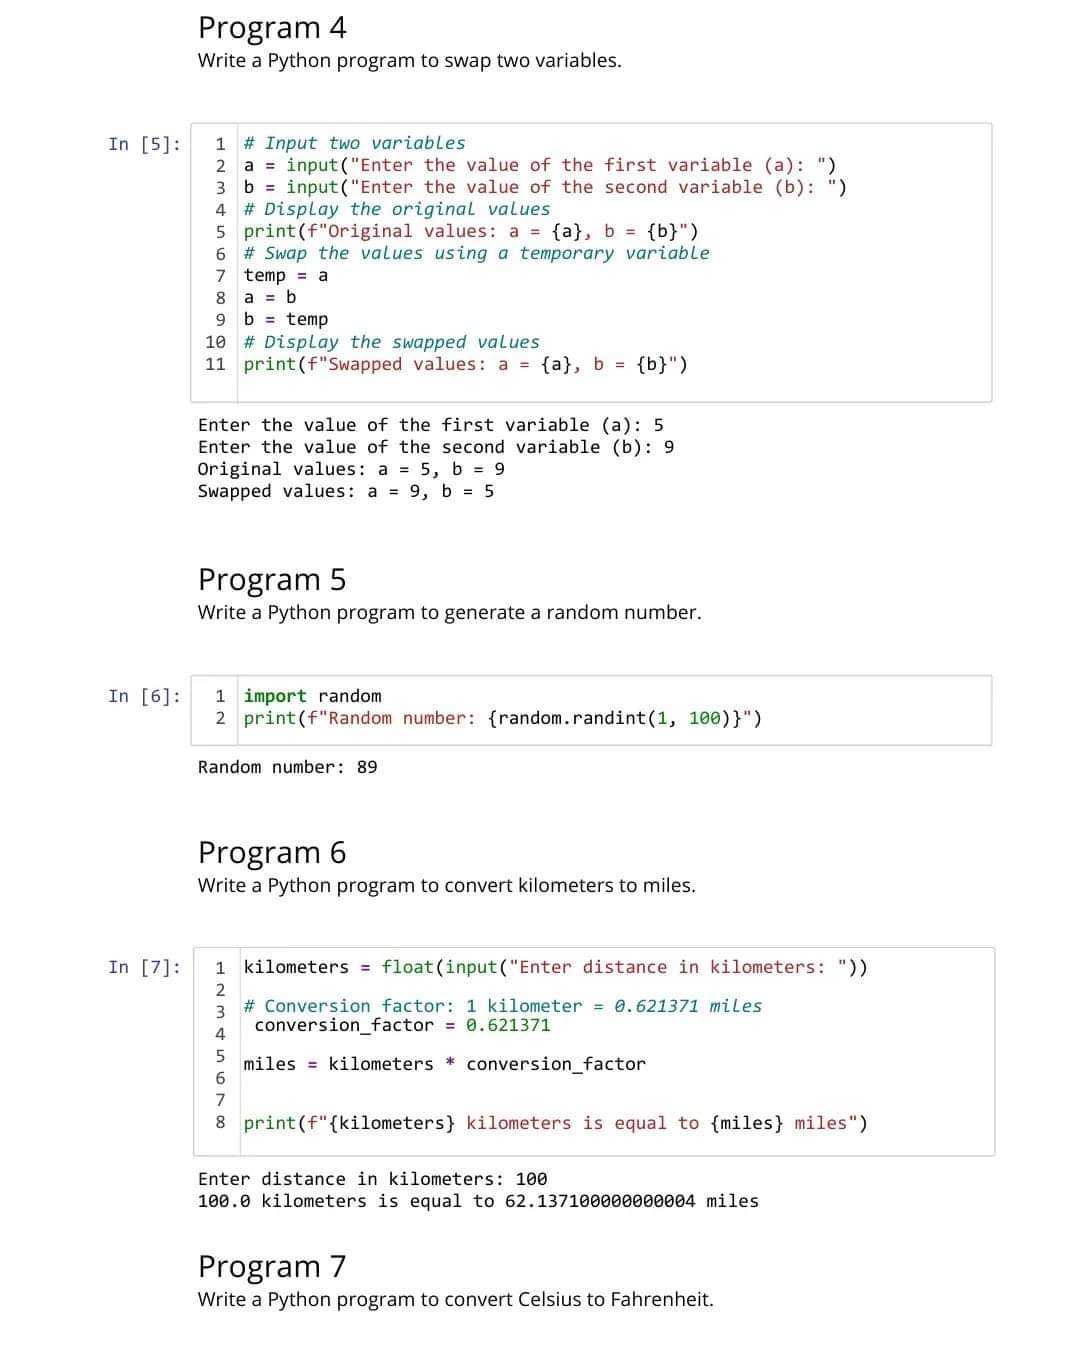 Program 4
Write a Python program to swap two variables.
In [5]:
1 # Input two variables
2 a = input("Enter the value of the first variable (a): ")
3 b = input("Enter the value of the second variable (b): ")
4 # Display the original values
5 print(f"Original values: a = {a}, b = {b}")
6 # Swap the values using a temporary variable
7 temp = a
8 a = b
9 b = temp
10 # Display the swapped values
11 print(f"Swapped values: a = {a}, b = {b}")
Enter the value of the first variable (a): 5
Enter the value of the second variable (b): 9
Original values: a = 5, b = 9
Swapped values: a = 9, b = 5
Program 5
Write a Python program to generate a random number.
In [6]:
1 import random
2 print(f"Random number: {random.randint(1, 100)}")
Random number: 89
Program 6
Write a Python program to convert kilometers to miles.
In [7]:
1 kilometers = float(input("Enter distance in kilometers: "))
2
3 # Conversion factor: 1 kilometer = 0.621371 miles
4 conversion_factor = 0.621371
5
6 miles = kilometers * conversion_factor
7
8 print(f"{kilometers} kilometers is equal to {miles} miles")
Enter distance in kilometers: 100
100.0 kilometers is equal to 62.137100000000004 miles
Program 7
Write a Python program to convert Celsius to Fahrenheit.